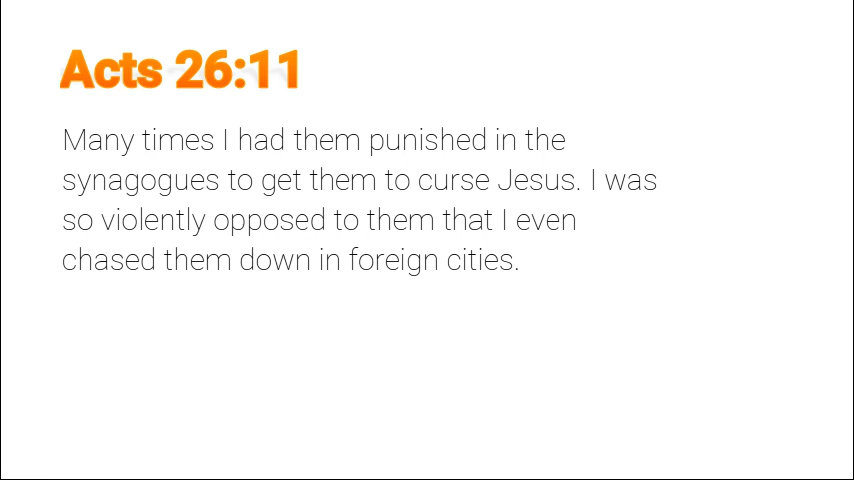 Acts 26:11
Many times I had them punished in the
synagogues to get them to curse Jesus. I was
so violently opposed to them that I even
chased them down in foreign cities.